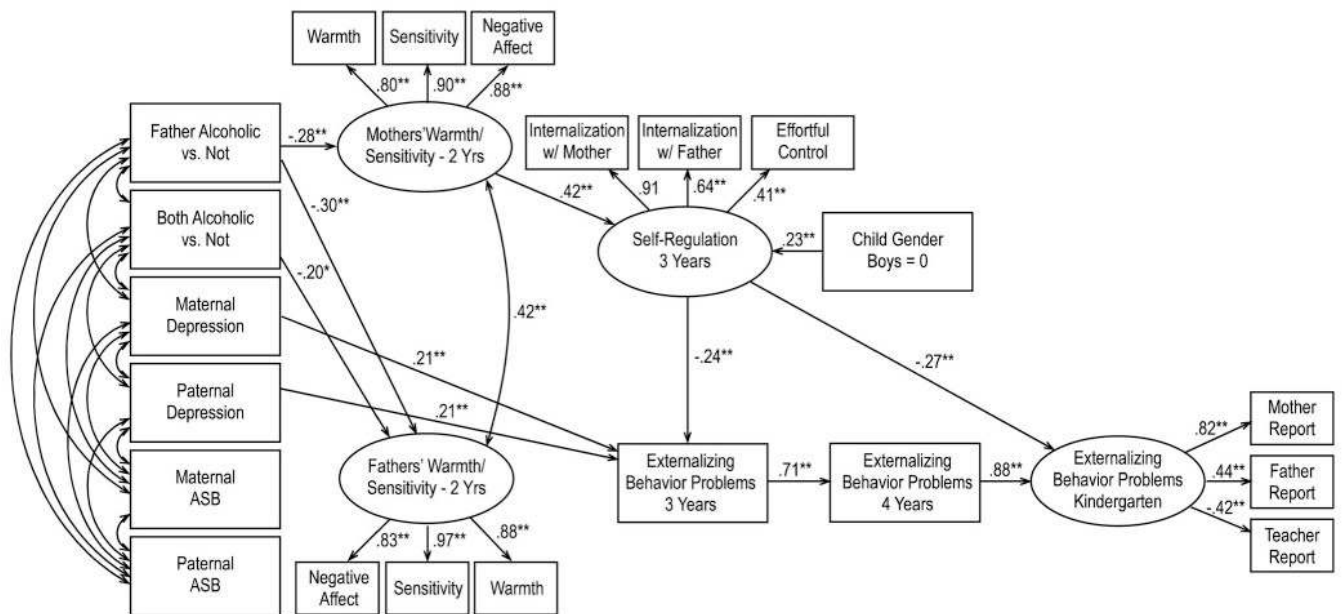 Warmth
Sensitivity
Negative
Affect
.80**
.90**
.88**
Father Alcoholic
vs. Not
-.28**
Mothers'Warmth/
Sensitivity - 2 Yrs
Internalization
w/ Mother
Internalization
w/ Father
Effortful
Control
.91
.64**
.41**
.42**
-.30**
Both Alcoholic
vs. Not
Self-Regulation
3 Years
.23**
Child Gender
Boys = 0
-.20*
Maternal
Depression
.42**
.21**
-.24**
-.27**
Paternal
Depression
.21**
Mother
Report
.82**
Fathers' Warmth/
Sensitivity - 2 Yrs
Externalizing
Behavior Problems
3 Years
.71**
Externalizing
Behavior Problems
4 Years
.88**
Externalizing
Behavior Problems
Kindergarten
.44**
Father
Report
Maternal
ASB
-.42**
Teacher
Report
.83**
.97**
.88**
Paternal
ASB
Negative
Affect
Sensitivity
Warmth